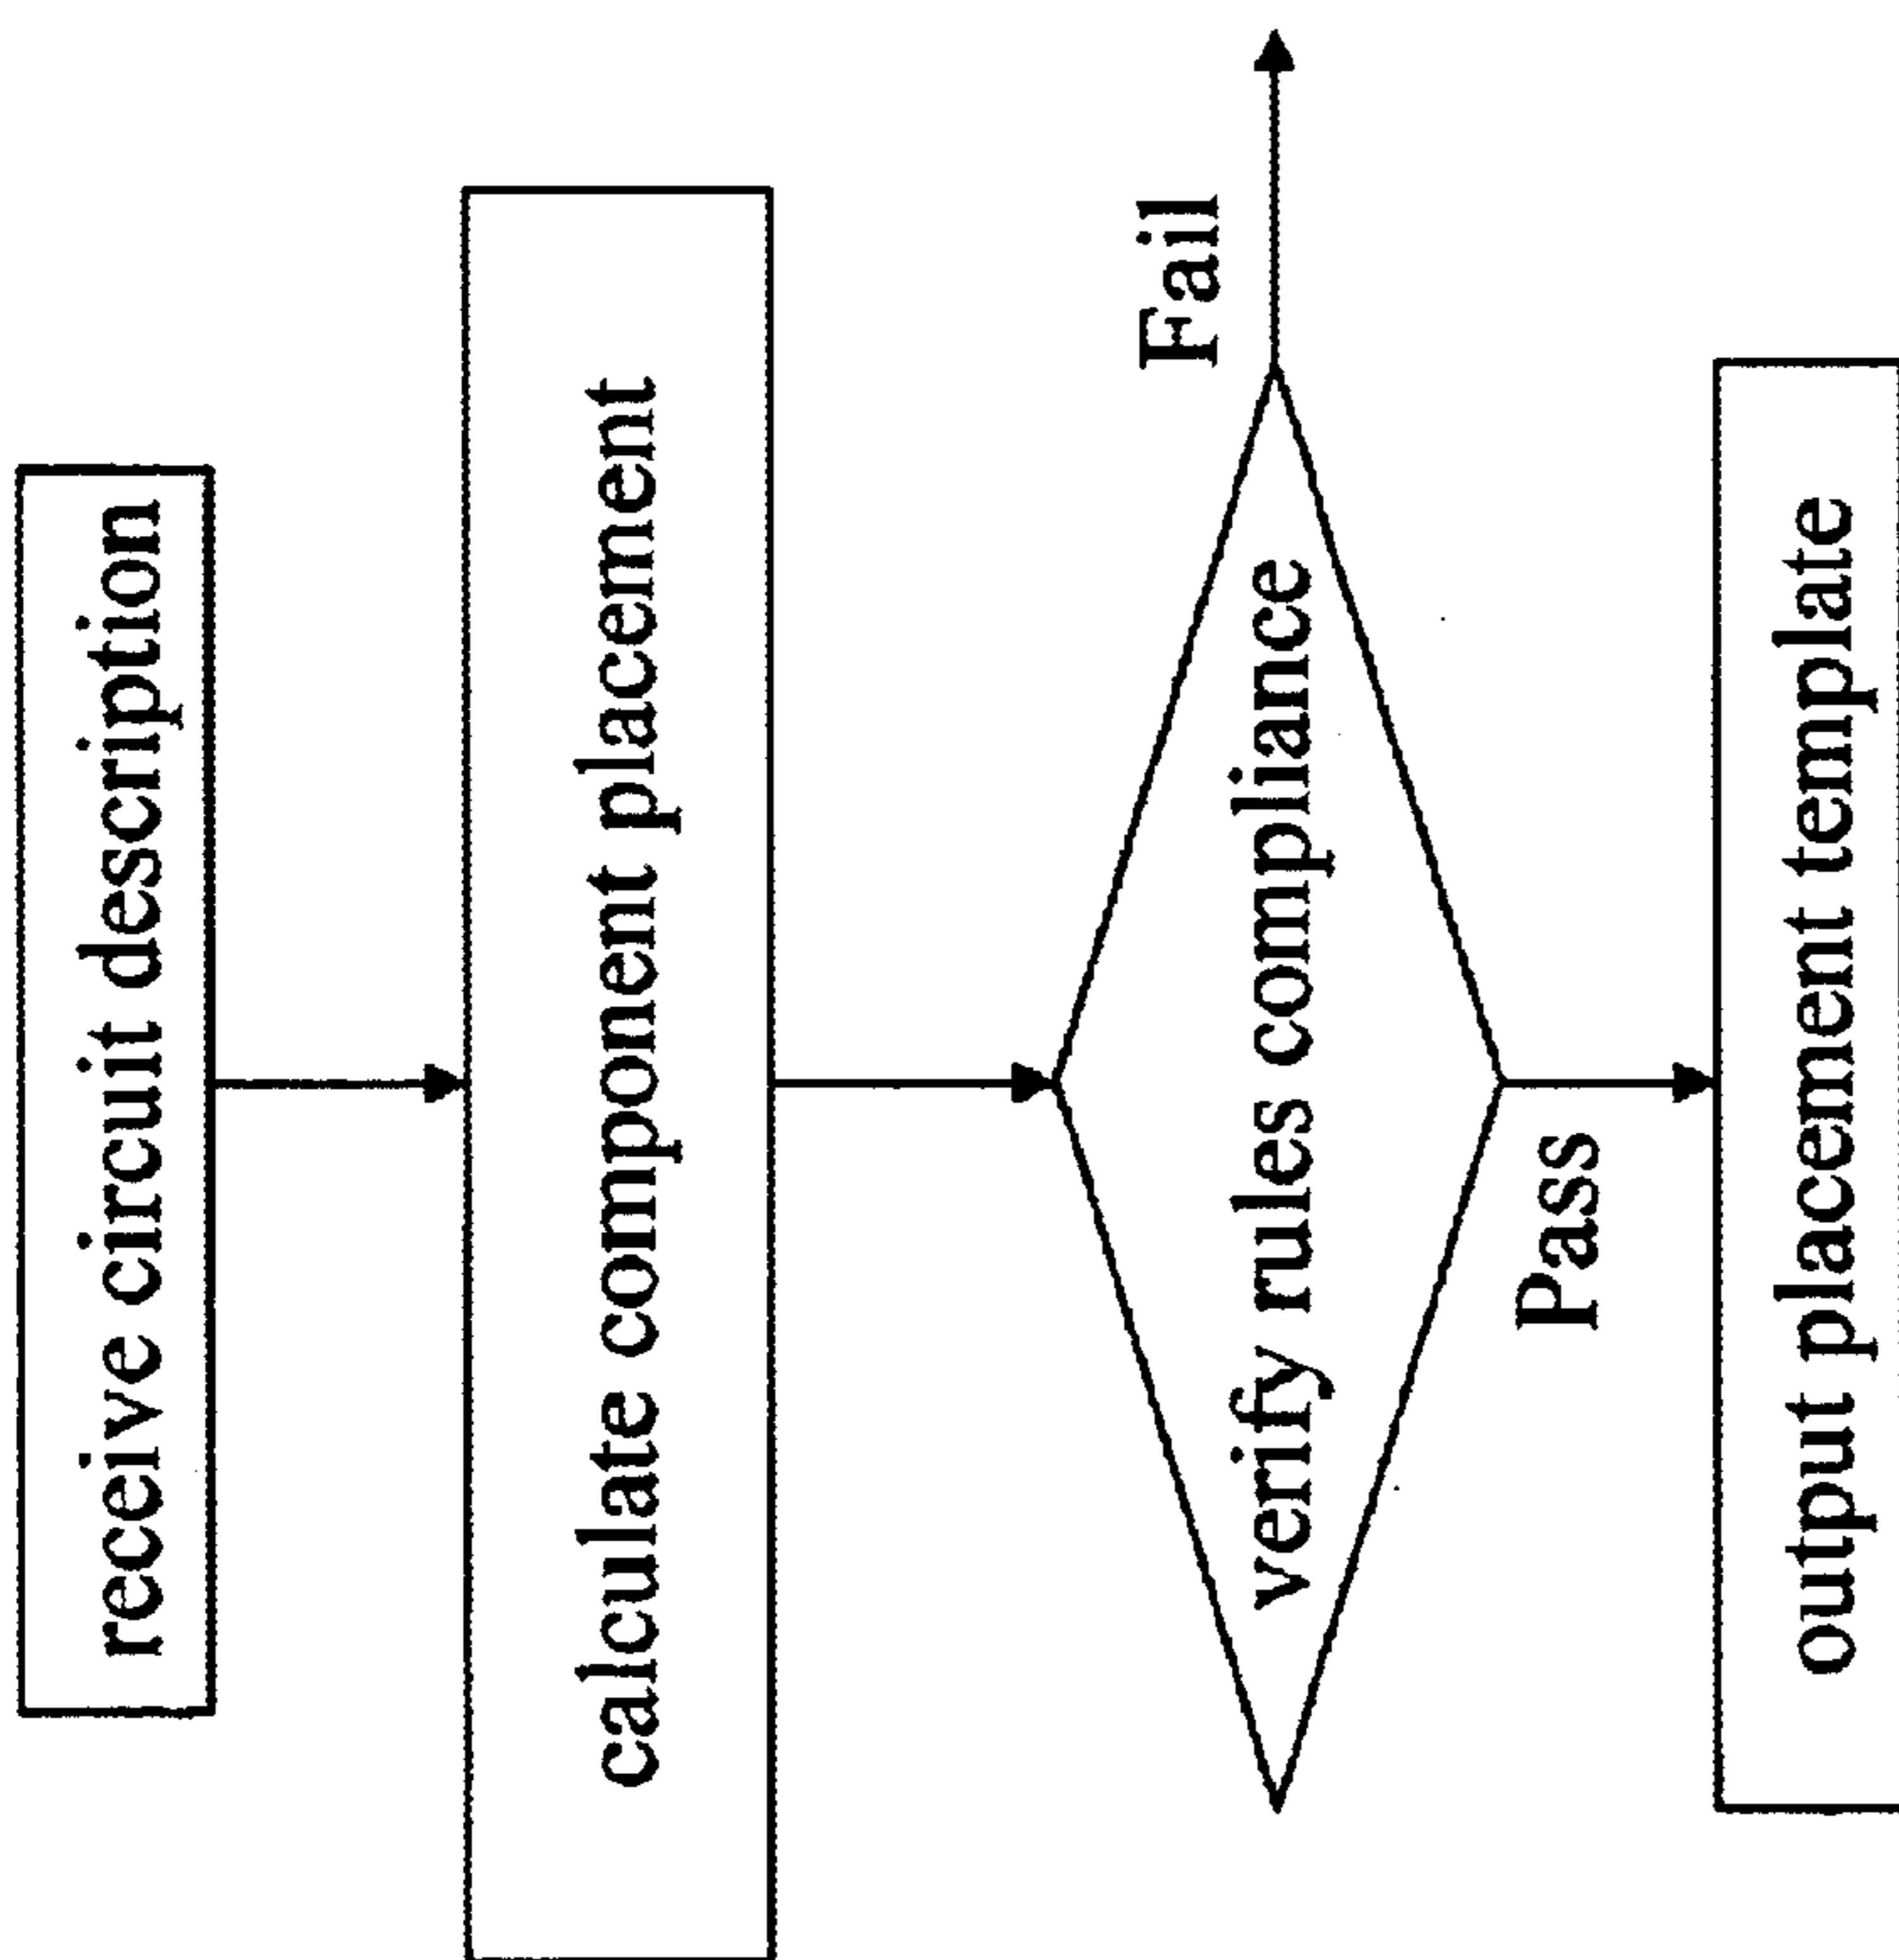 receive circuit description
calculate component placement
verify rules compliance
Fail
Pass
output placement template